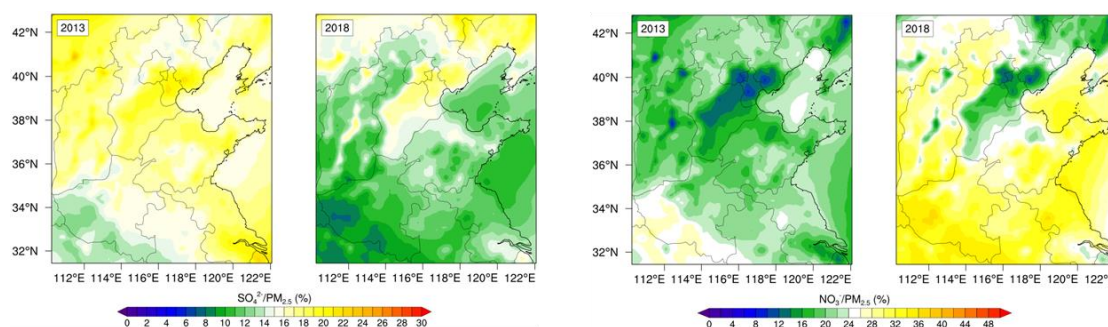 2013
2018
42°N
40°N
38°N
36°N
34°N
32°N
112°E 114°E 116°E 118°E 120°E 122°E
112°E 114°E 116°E 118°E 120°E 122°E
0 2 4 6 8 10 12 14 16 18 20 22 24 26 28 30
SO₄²⁻/PM₂.₅ (%)
2013
2018
42°N
40°N
38°N
36°N
34°N
32°N
112°E 114°E 116°E 118°E 120°E 122°E
112°E 114°E 116°E 118°E 120°E 122°E
0 4 8 12 16 20 24 28 32 36 40 44 48
NO₃⁻/PM₂.₅ (%)